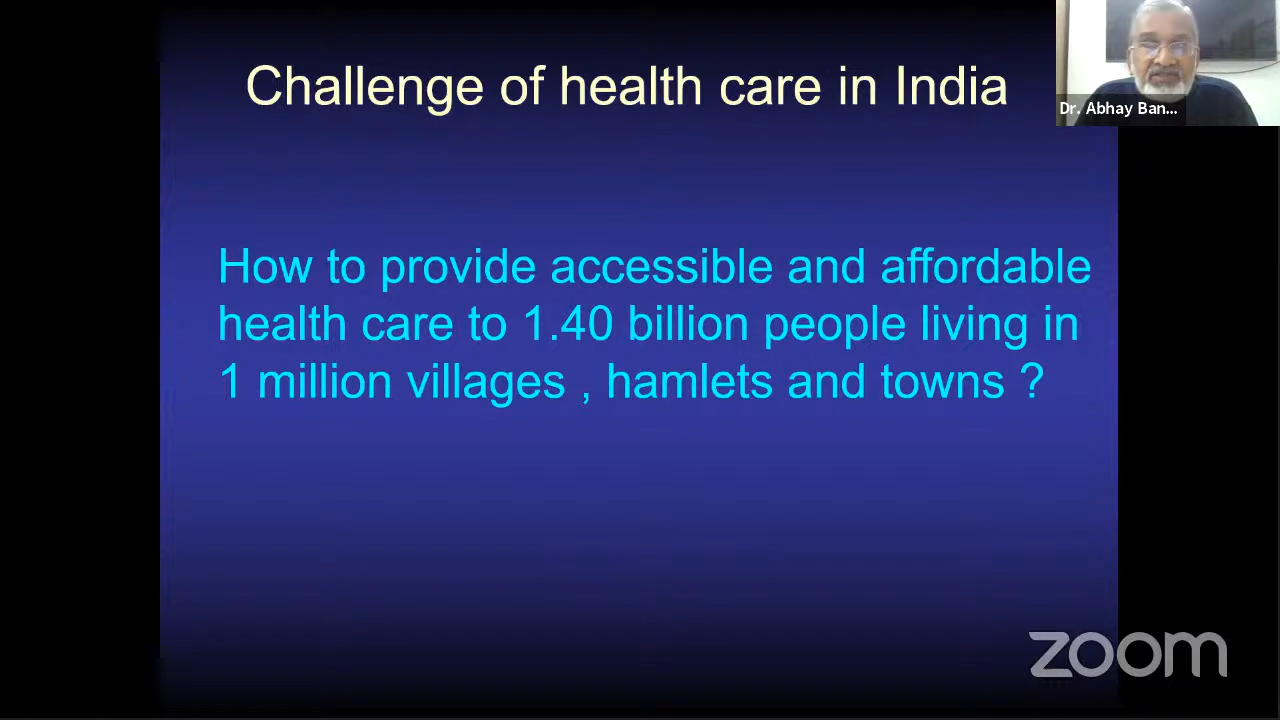 Challenge of health care in India
Dr. Abhay Ban...
How to provide accessible and affordable
health care to 1.40 billion people living in
1 million villages , hamlets and towns ?
zoom